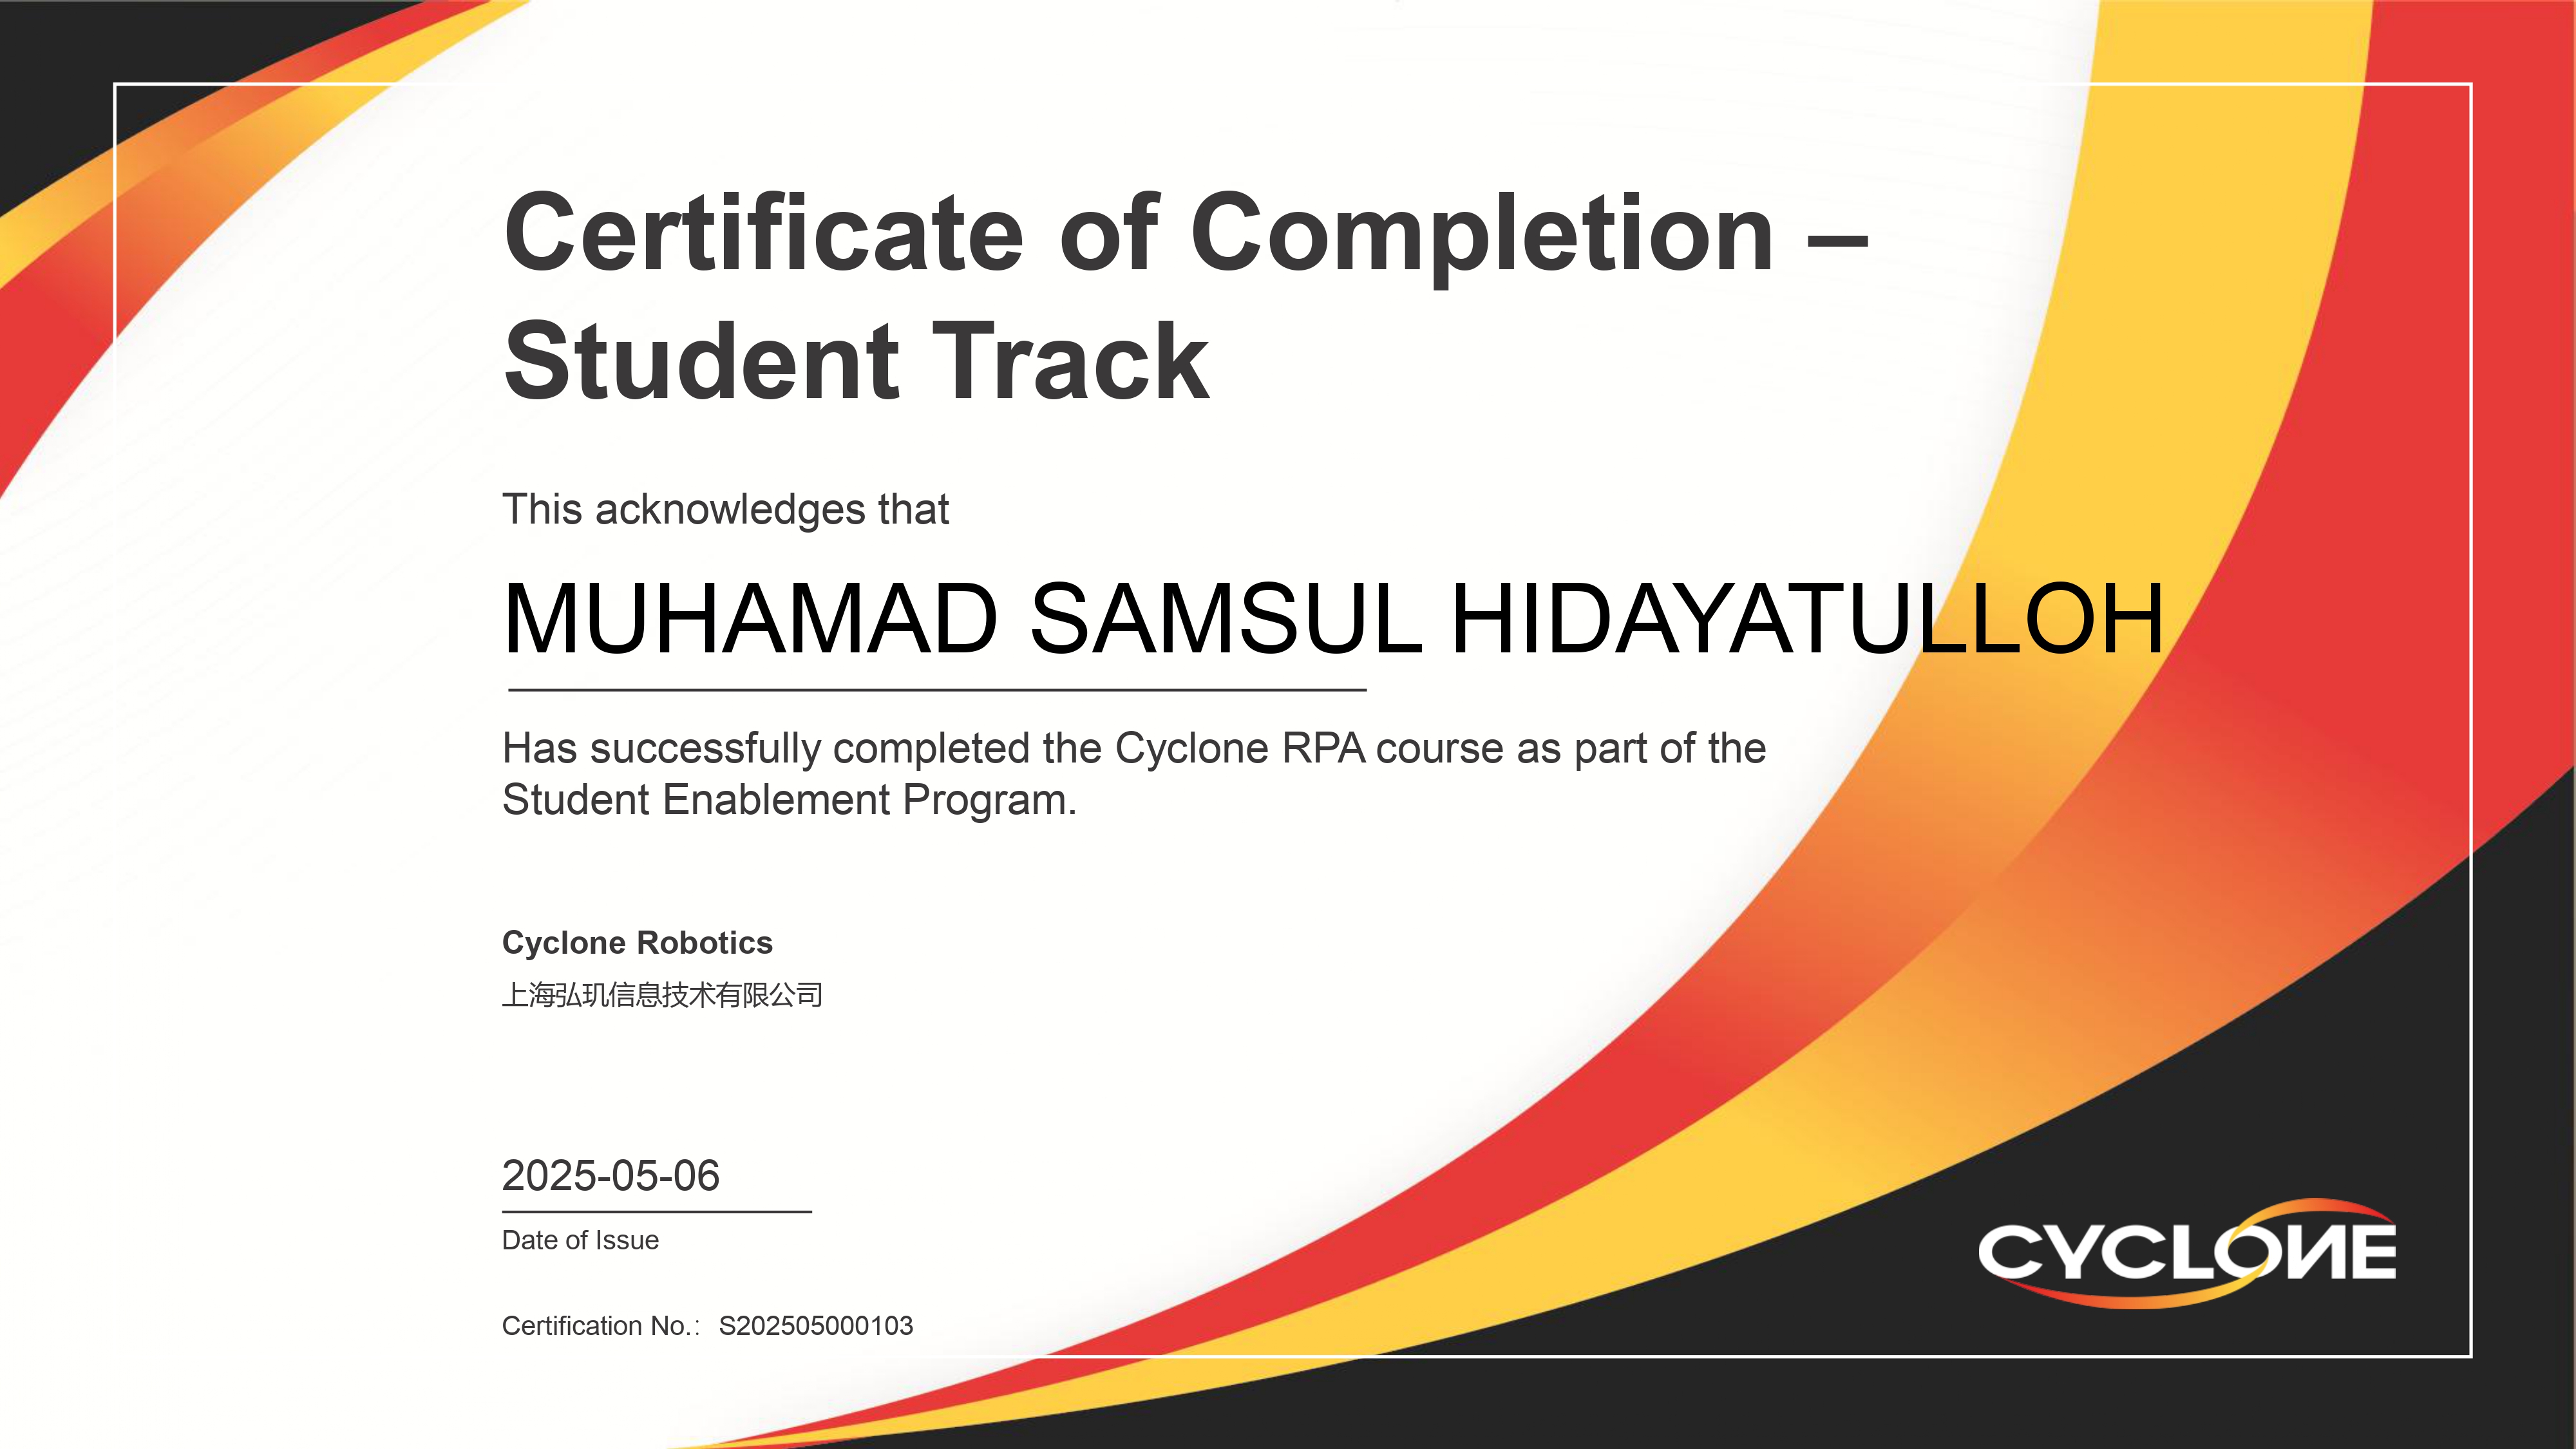 Certificate of Completion –
Student Track
This acknowledges that
MUHAMAD SAMSUL HIDAYATULLOH
Has successfully completed the Cyclone RPA course as part of the
Student Enablement Program.
Cyclone Robotics
上海弘玑信息技术有限公司
2025-05-06
Date of Issue
Certification No.: S202505000103
CYCLONE